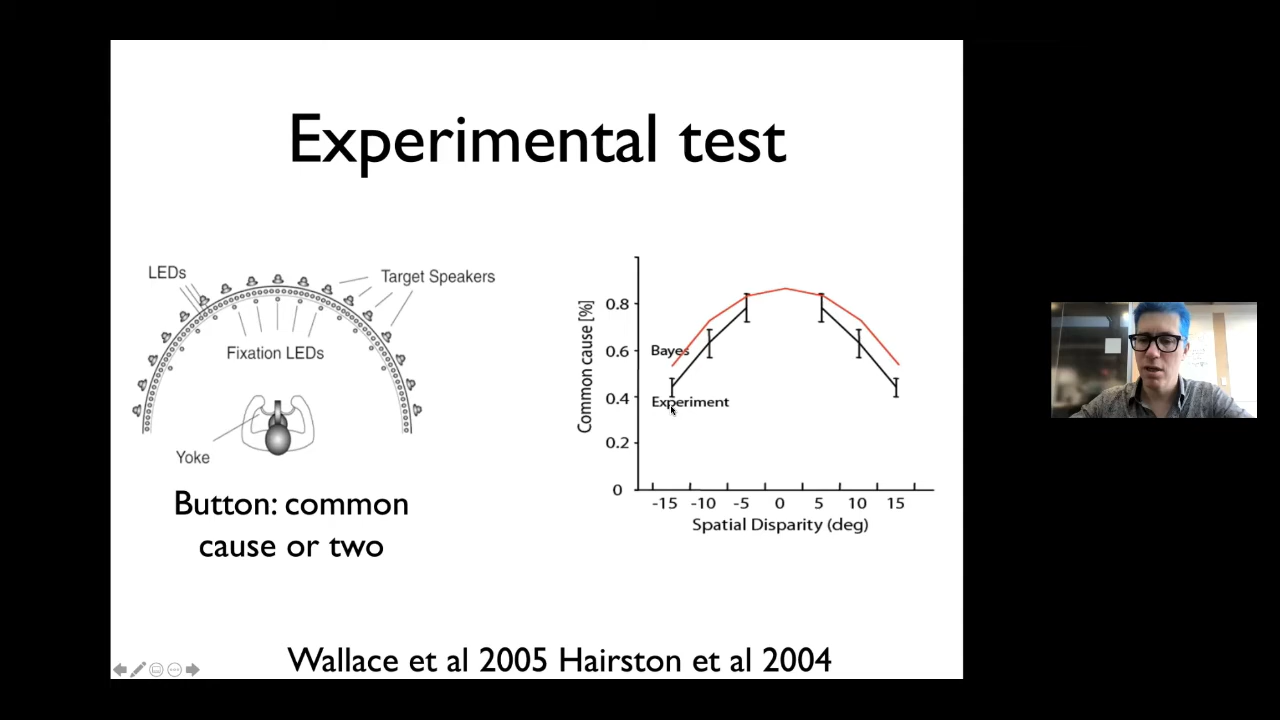 Experimental test
LEDs
Target Speakers
Fixation LEDs
Yoke
Button: common
cause or two
Common cause [%]
0.8
0.6
0.4
0.2
0
Bayes
Experiment
-15 -10 -5 0 5 10 15
Spatial Disparity (deg)
Wallace et al 2005 Hairston et al 2004